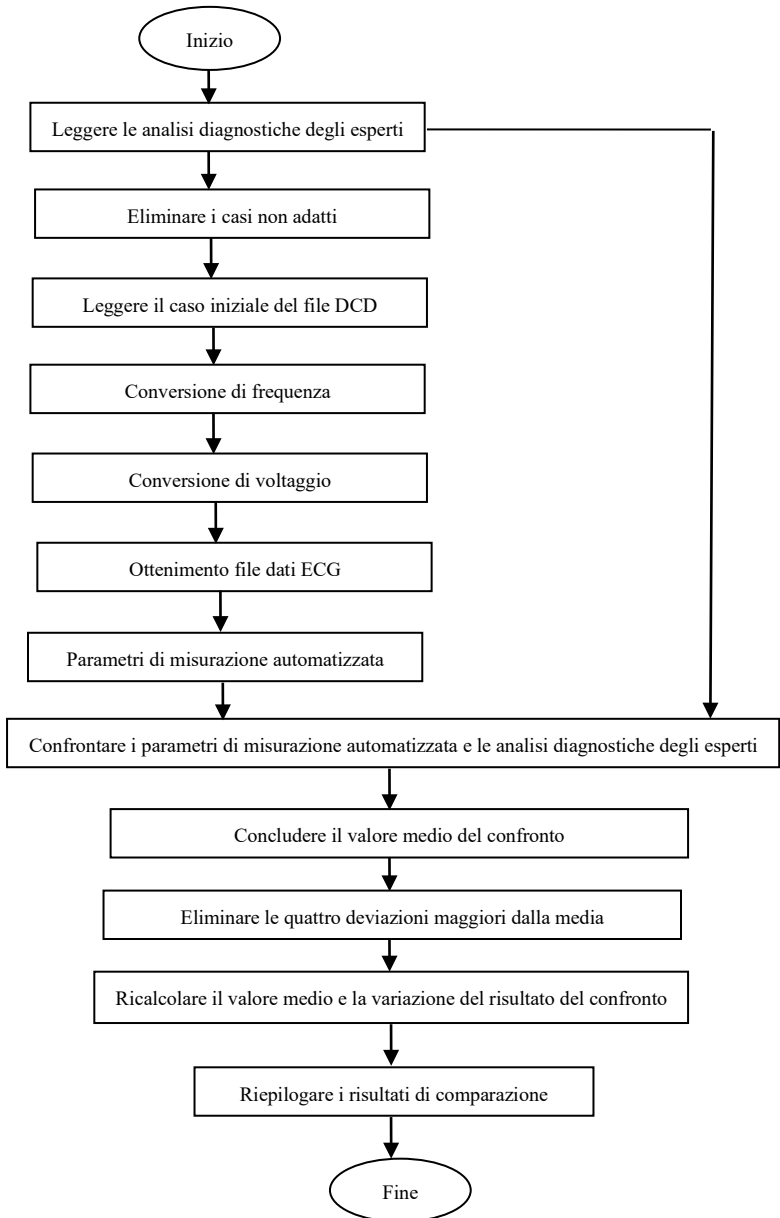 Inizio
Leggere le analisi diagnostiche degli esperti
Eliminare i casi non adatti
Leggere il caso iniziale del file DCD
Conversione di frequenza
Conversione di voltaggio
Ottenimento file dati ECG
Parametri di misurazione automatizzata
Confrontare i parametri di misurazione automatizzata e le analisi diagnostiche degli esperti
Concludere il valore medio del confronto
Eliminare le quattro deviazioni maggiori dalla media
Ricalcolare il valore medio e la variazione del risultato del confronto
Riepilogare i risultati di comparazione
Fine